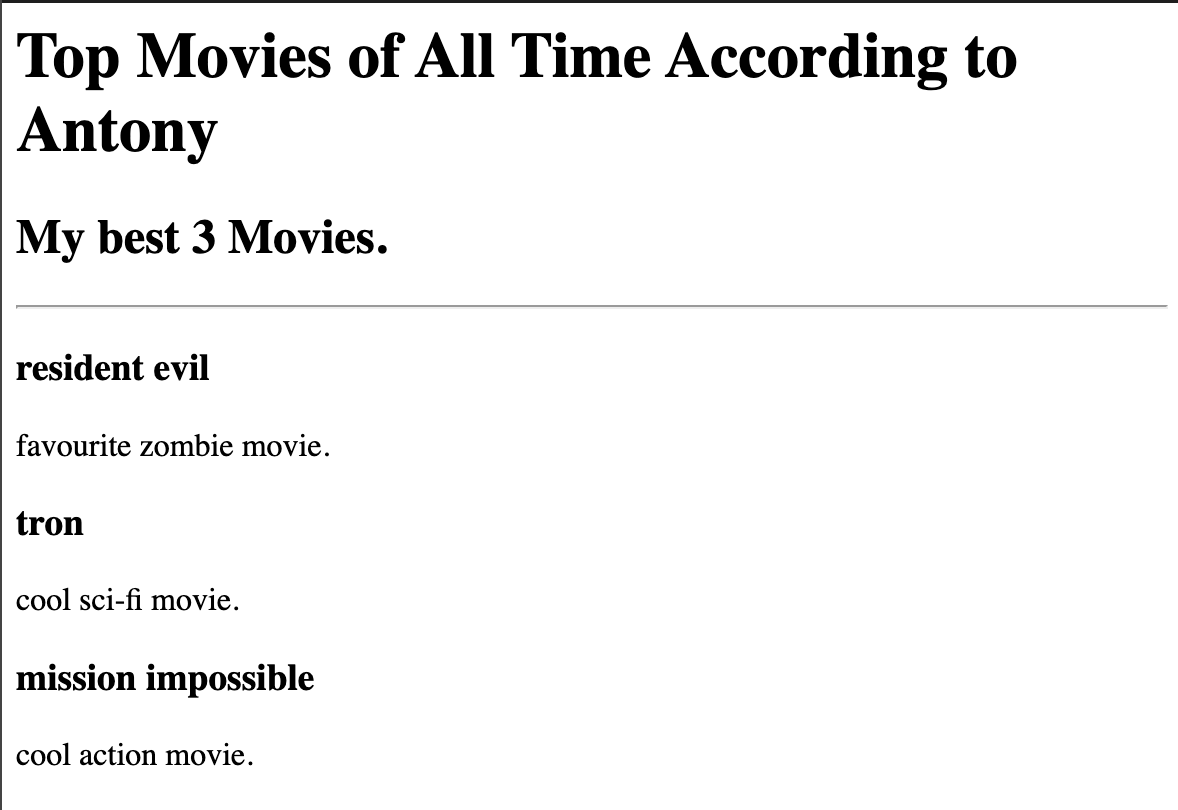 Top Movies of All Time According to
Antony
My best 3 Movies.
resident evil
favourite zombie movie.
tron
cool sci-fi movie.
mission impossible
cool action movie.